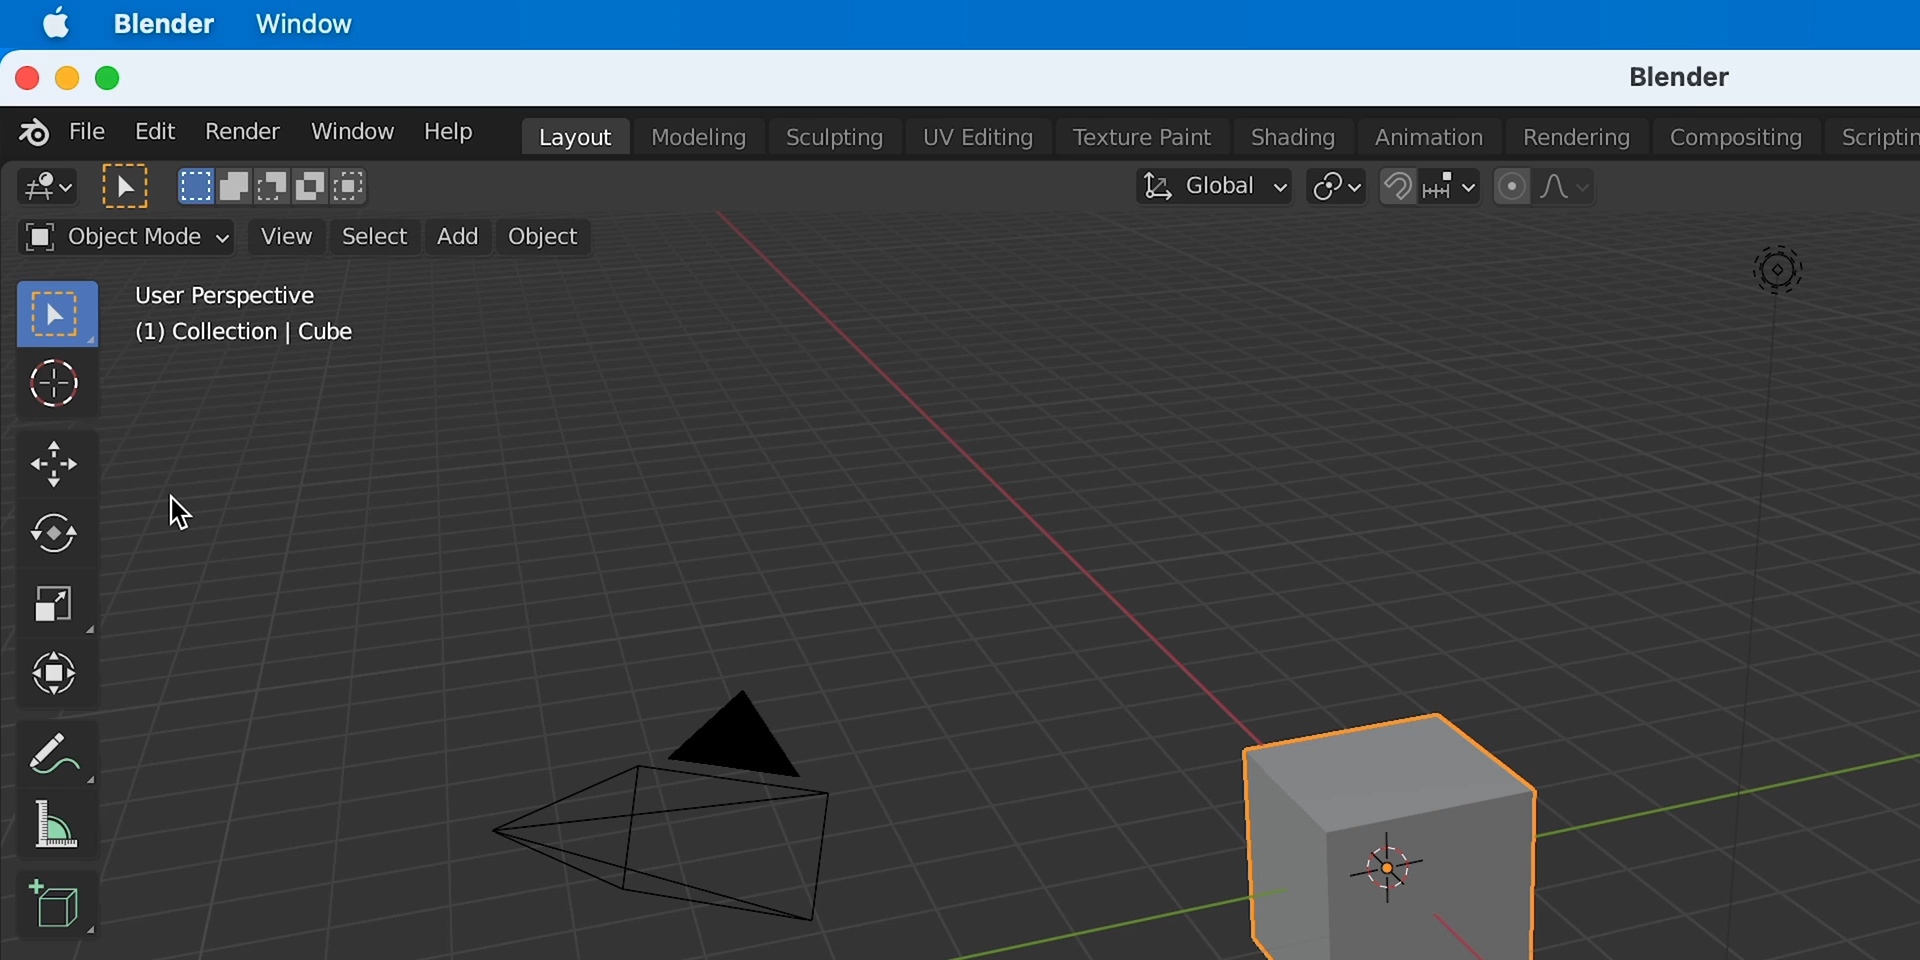 Blender Window
Blender
File Edit Render Window Help Layout Modeling Sculpting UV Editing Texture Paint Shading Animation Rendering Compositing Scriptin
Global
Object Mode View Select Add Object
User Perspective
(1) Collection | Cube